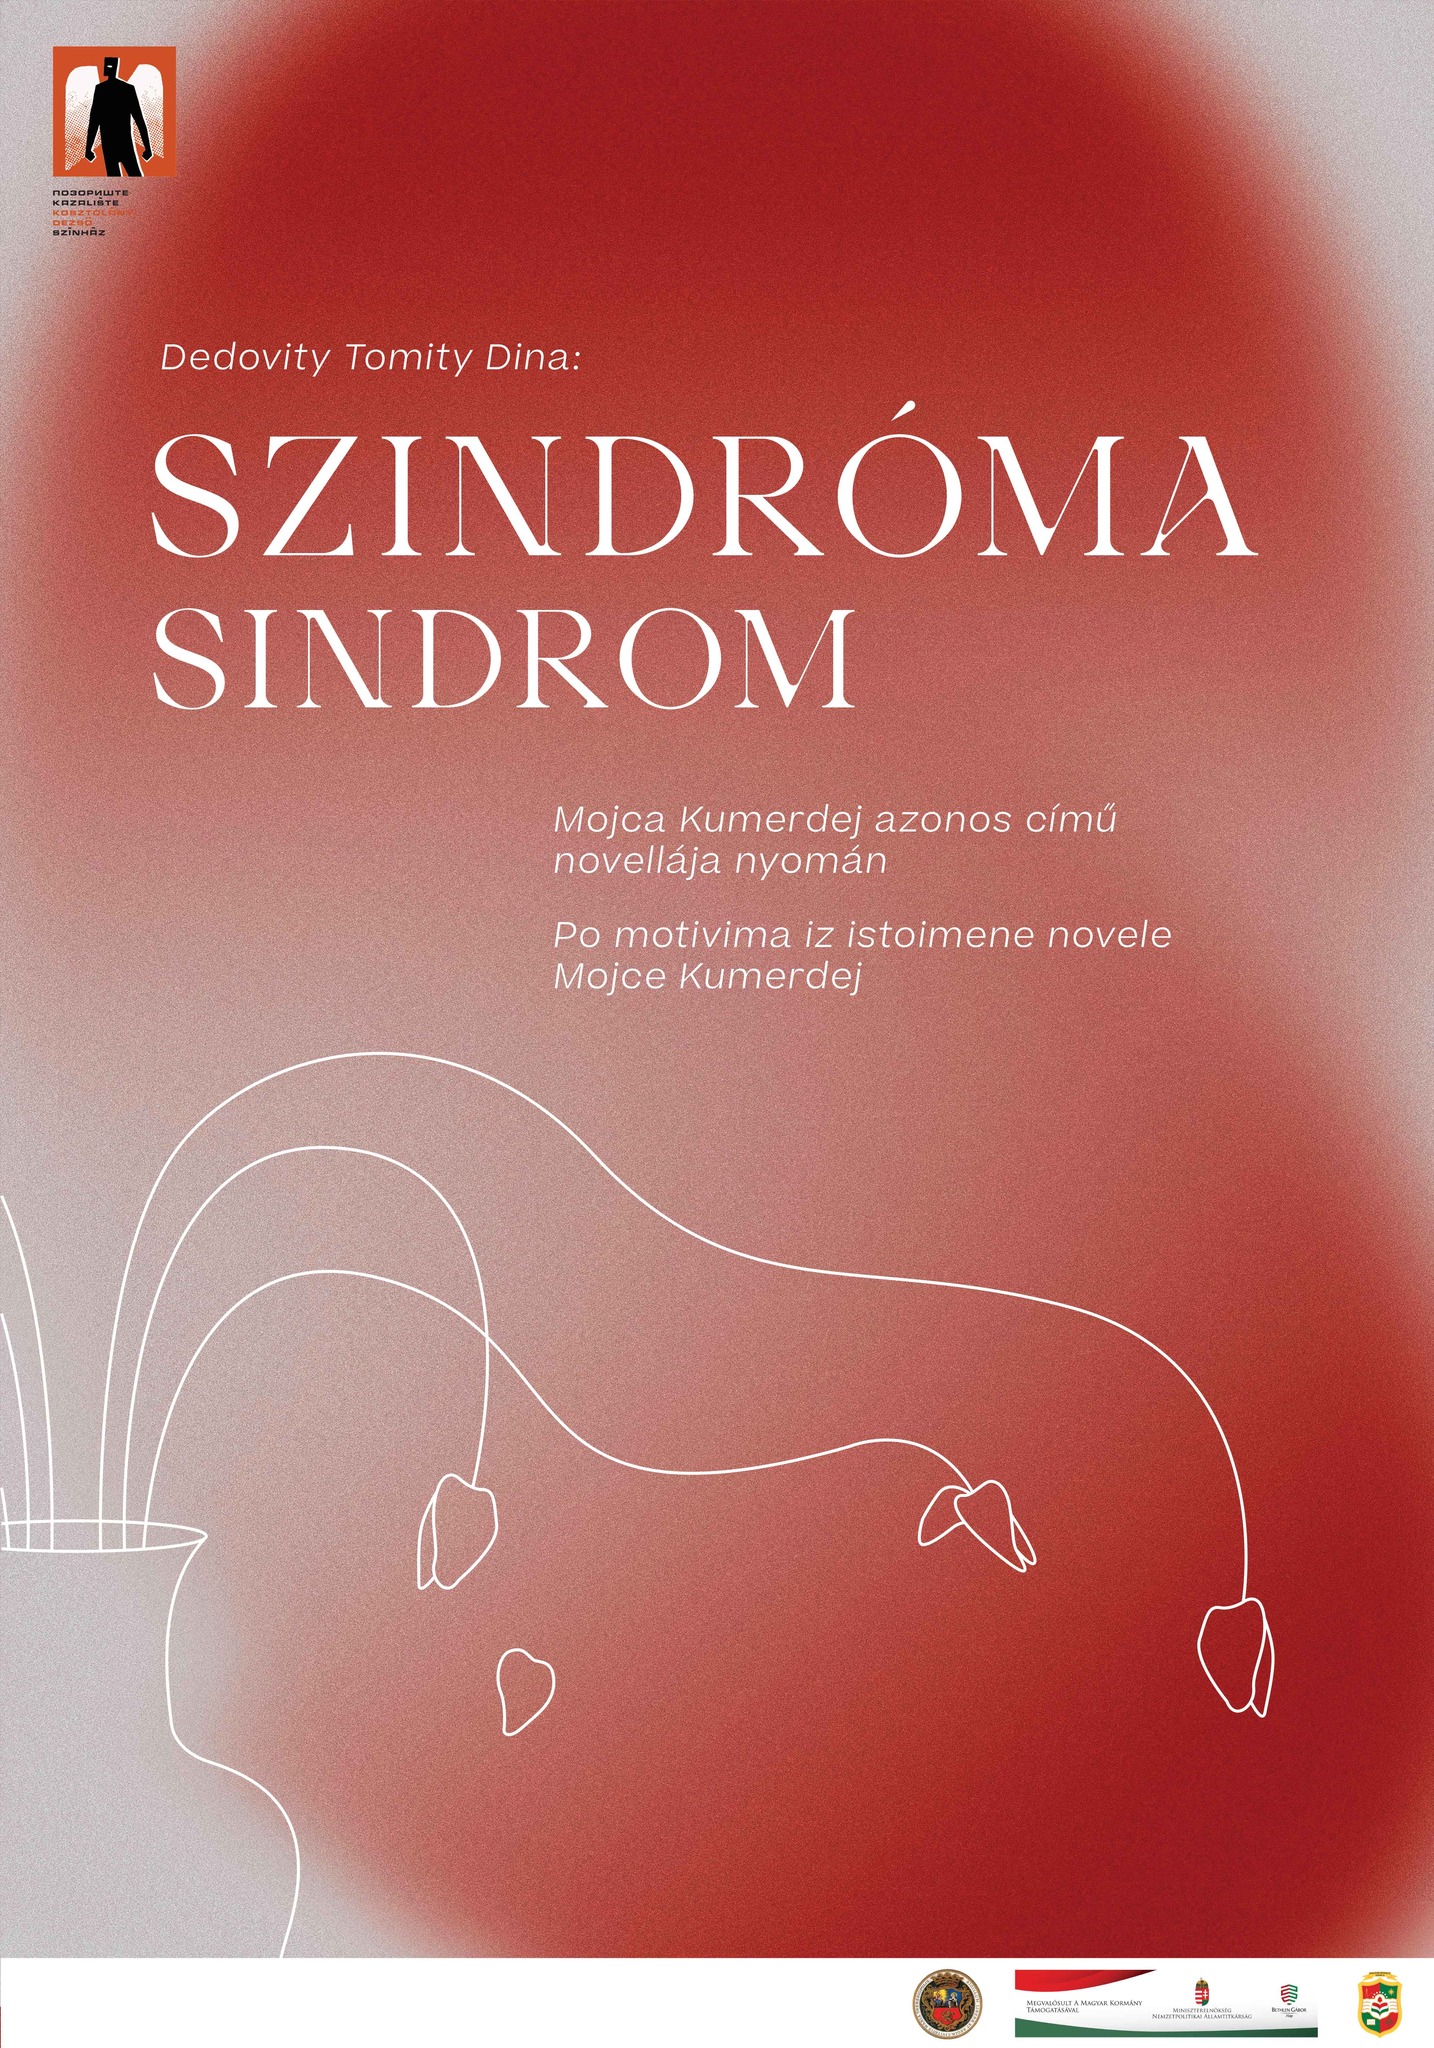 ПОЗОРИШТЕ
KAZALIŠTE
KOSZTOLÁNYI
DEZSŐ
SZÍNHÁZ
Dedovity Tomity Dina:
SZINDRÓMA
SINDROM
Mojca Kumerdej azonos című
novellája nyomán
Po motivima iz istoimene novele
Mojce Kumerdej
MEGVALÓSULT A MAGYAR KORMÁNY
TÁMOGATÁSÁVAL
MINISZTERELNÖKSÉG
NEMZETPOLITIKAI ÁLLAMTITKÁRSÁG
BETHLEN GÁBOR
Alap